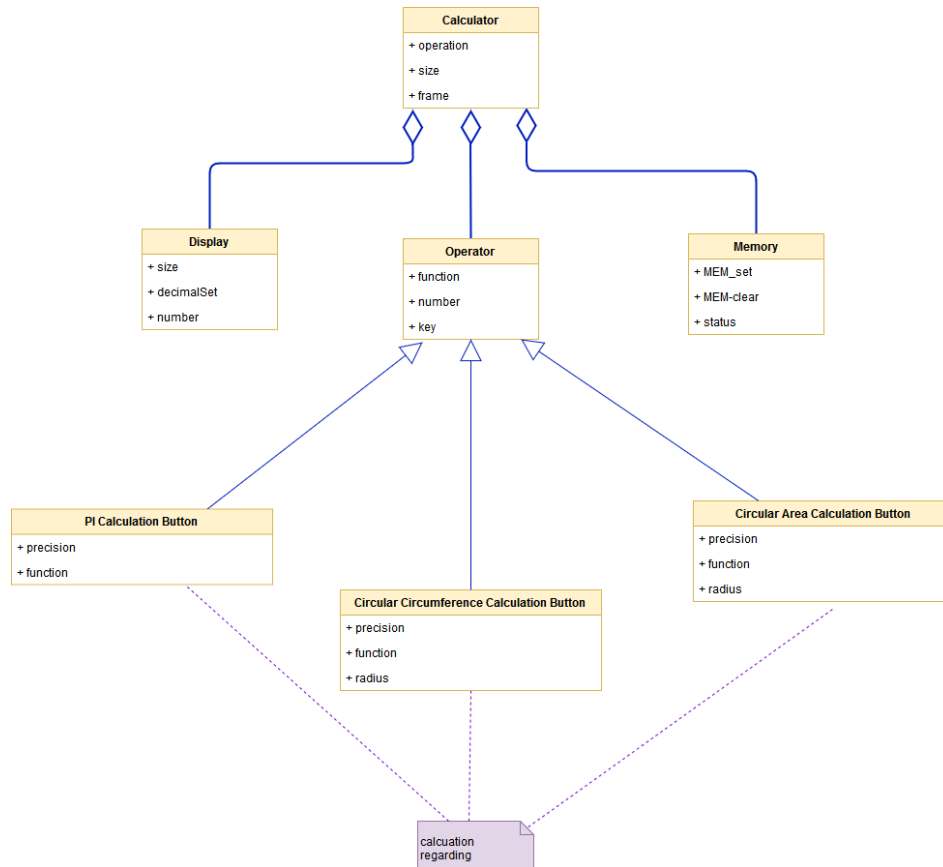 Calculator
+ operation
+ size
+ frame
Display
+ size
+ decimalSet
+ number
Operator
+ function
+ number
+ key
Memory
+ MEM_set
+ MEM-clear
+ status
PI Calculation Button
+ precision
+ function
Circular Circumference Calculation Button
+ precision
+ function
+ radius
Circular Area Calculation Button
+ precision
+ function
+ radius
calcuation
regarding